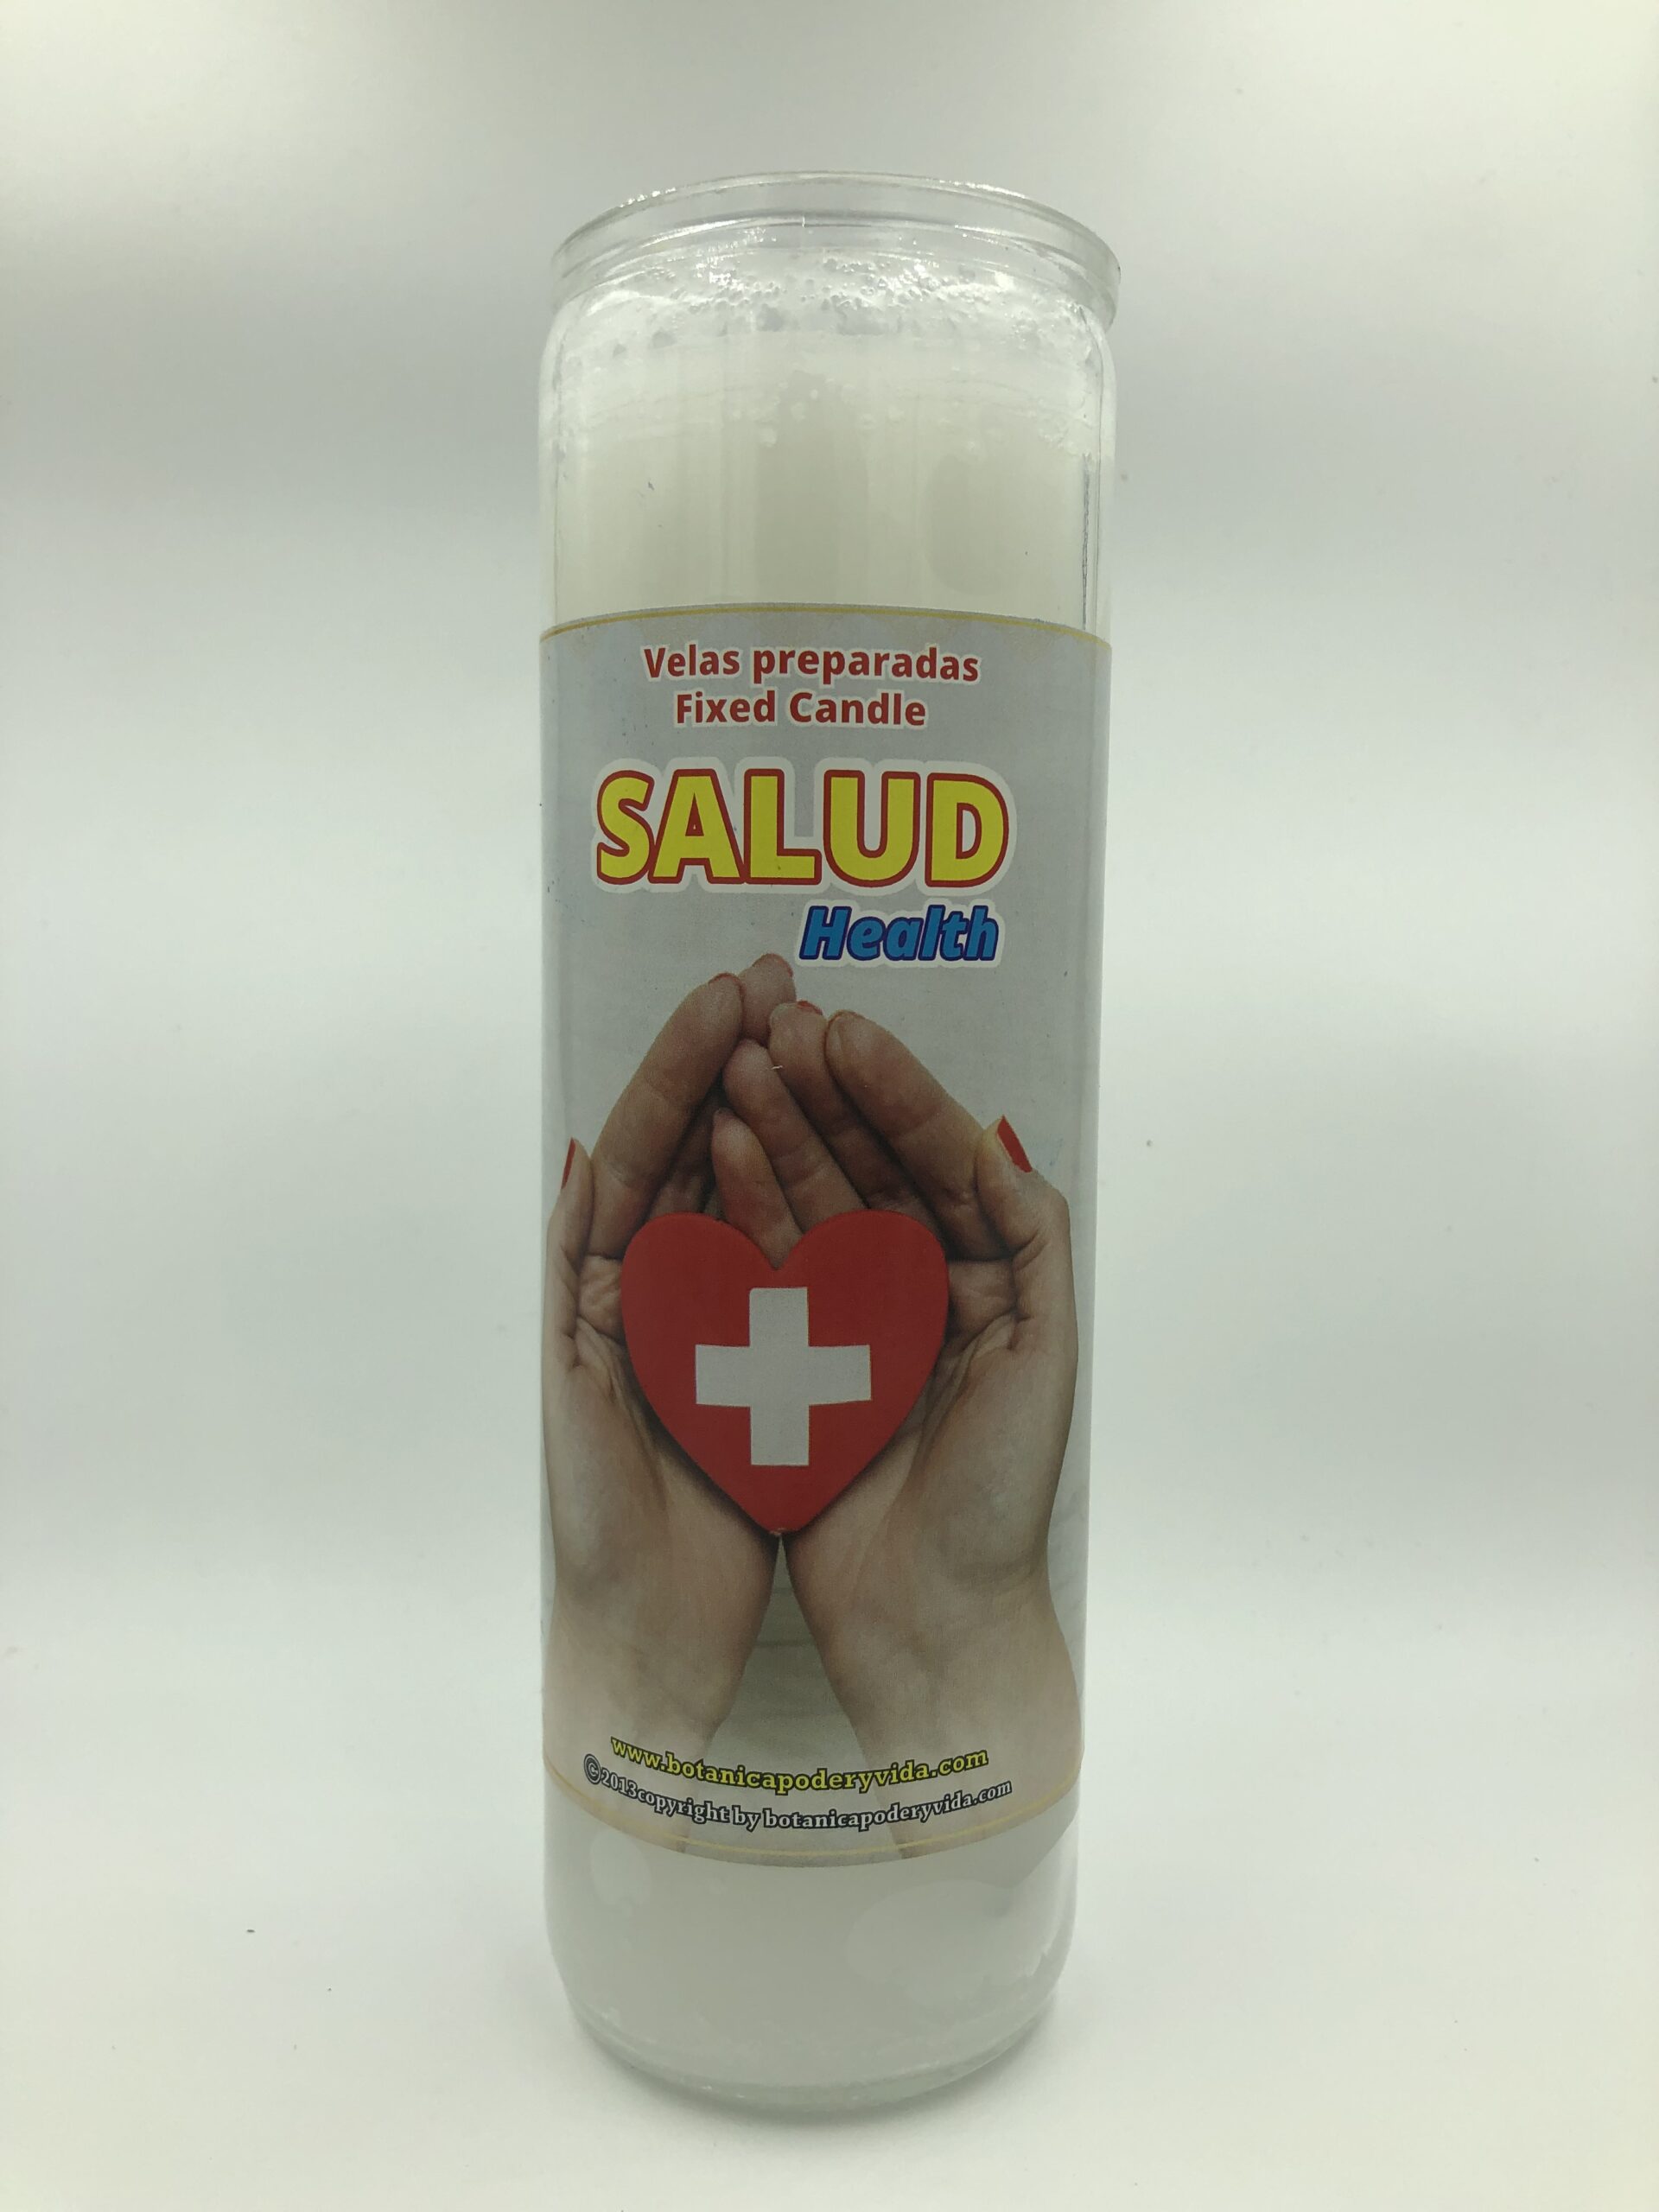 Velas preparadas
Fixed Candle
SALUD
Health
www.botanicapoderyvida.com
©2013copyright by botanicapoderyvida.com